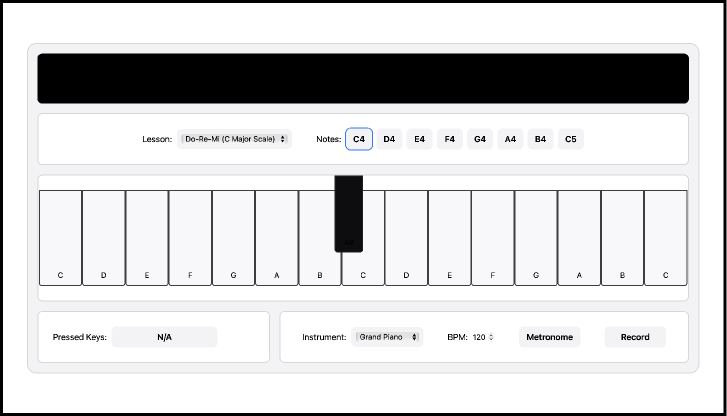 Lesson: Do-Re-Mi (C Major Scale) Notes: C4 D4 E4 F4 G4 A4 B4 C5
C D E F G A B C D E F G A B C
Pressed Keys: N/A Instrument: Grand Piano BPM: 120 Metronome Record